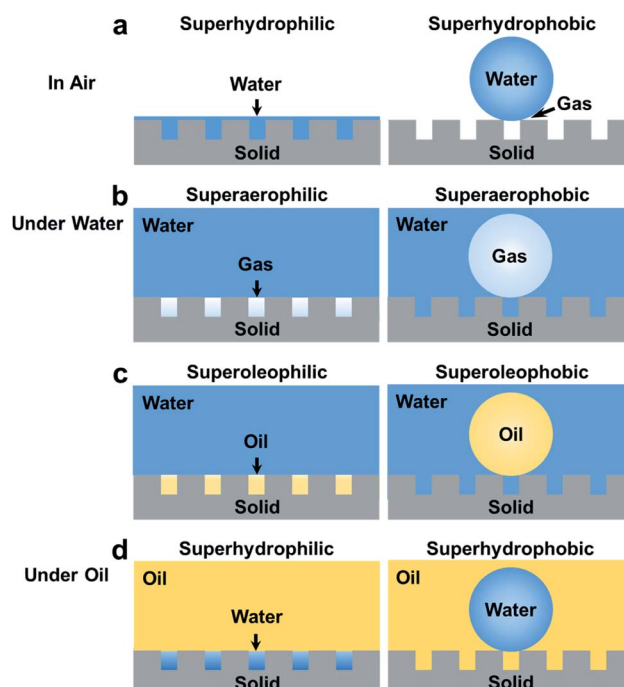 a
Superhydrophilic
Superhydrophobic
In Air
Water
Water
Gas
Solid
Solid
b
Superaerophilic
Superaerophobic
Under Water
Water
Water
Gas
Gas
Solid
Solid
c
Superoleophilic
Superoleophobic
Water
Water
Oil
Oil
Solid
Solid
d
Superhydrophilic
Superhydrophobic
Under Oil
Oil
Oil
Water
Water
Solid
Solid